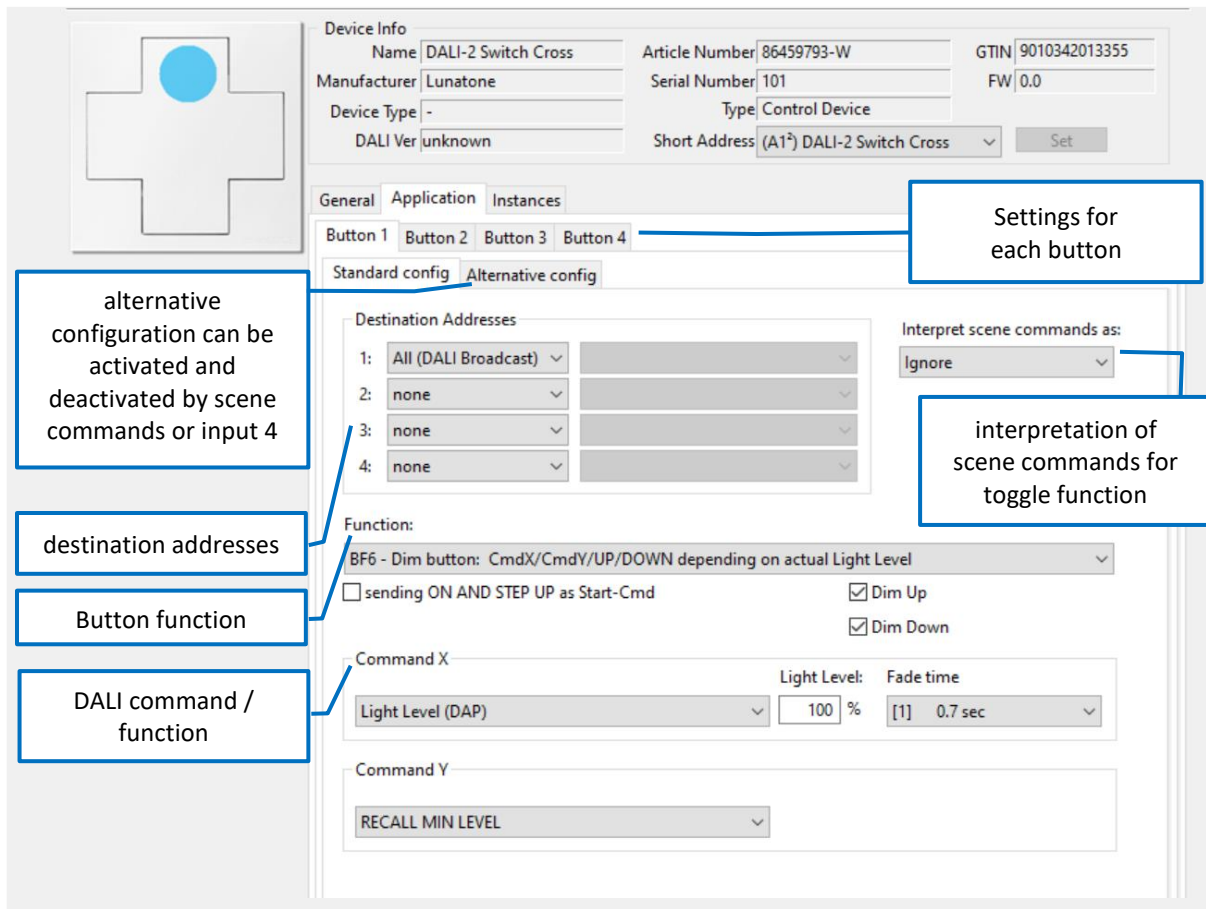 Device Info
Name DALI-2 Switch Cross Article Number 86459793-W GTIN 9010342013355
Manufacturer Lunatone Serial Number 101 FW 0.0
Device Type - Type Control Device
DALI Ver unknown Short Address (A1²) DALI-2 Switch Cross Set
General Application Instances
Button 1 Button 2 Button 3 Button 4
Settings for
each button
Standard config Alternative config
alternative
configuration can be
activated and
deactivated by scene
commands or input 4
Destination Addresses
1: All (DALI Broadcast)
2: none
3: none
4: none
Interpret scene commands as:
Ignore
interpretation of
scene commands for
toggle function
destination addresses
Function:
BF6 - Dim button: CmdX/CmdY/UP/DOWN depending on actual Light Level
sending ON AND STEP UP as Start-Cmd Dim Up
Dim Down
Button function
Command X
Light Level: Fade time
Light Level (DAP) 100 % [1] 0.7 sec
DALI command /
function
Command Y
RECALL MIN LEVEL